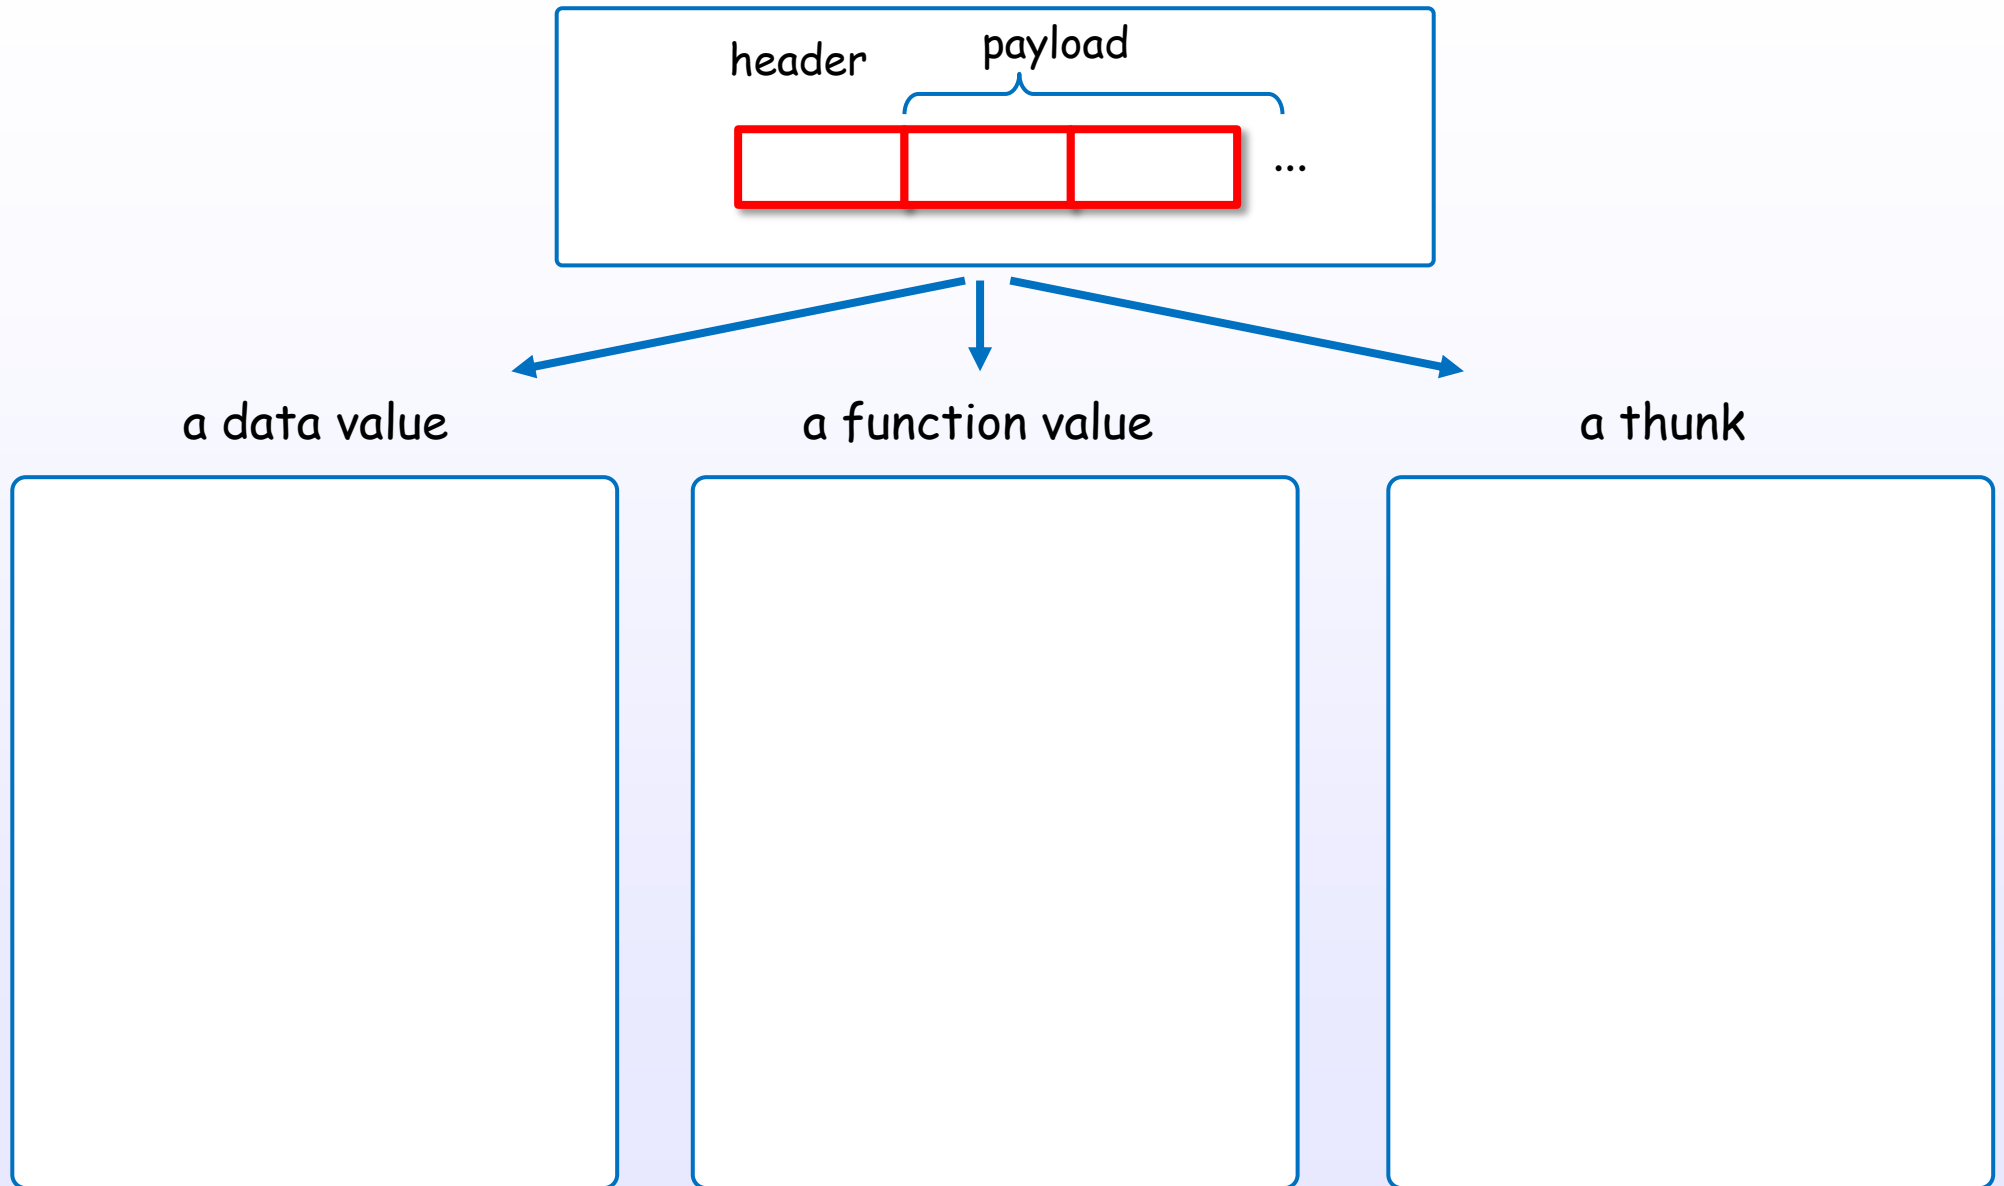 header
payload
...
a data value
a function value
a thunk